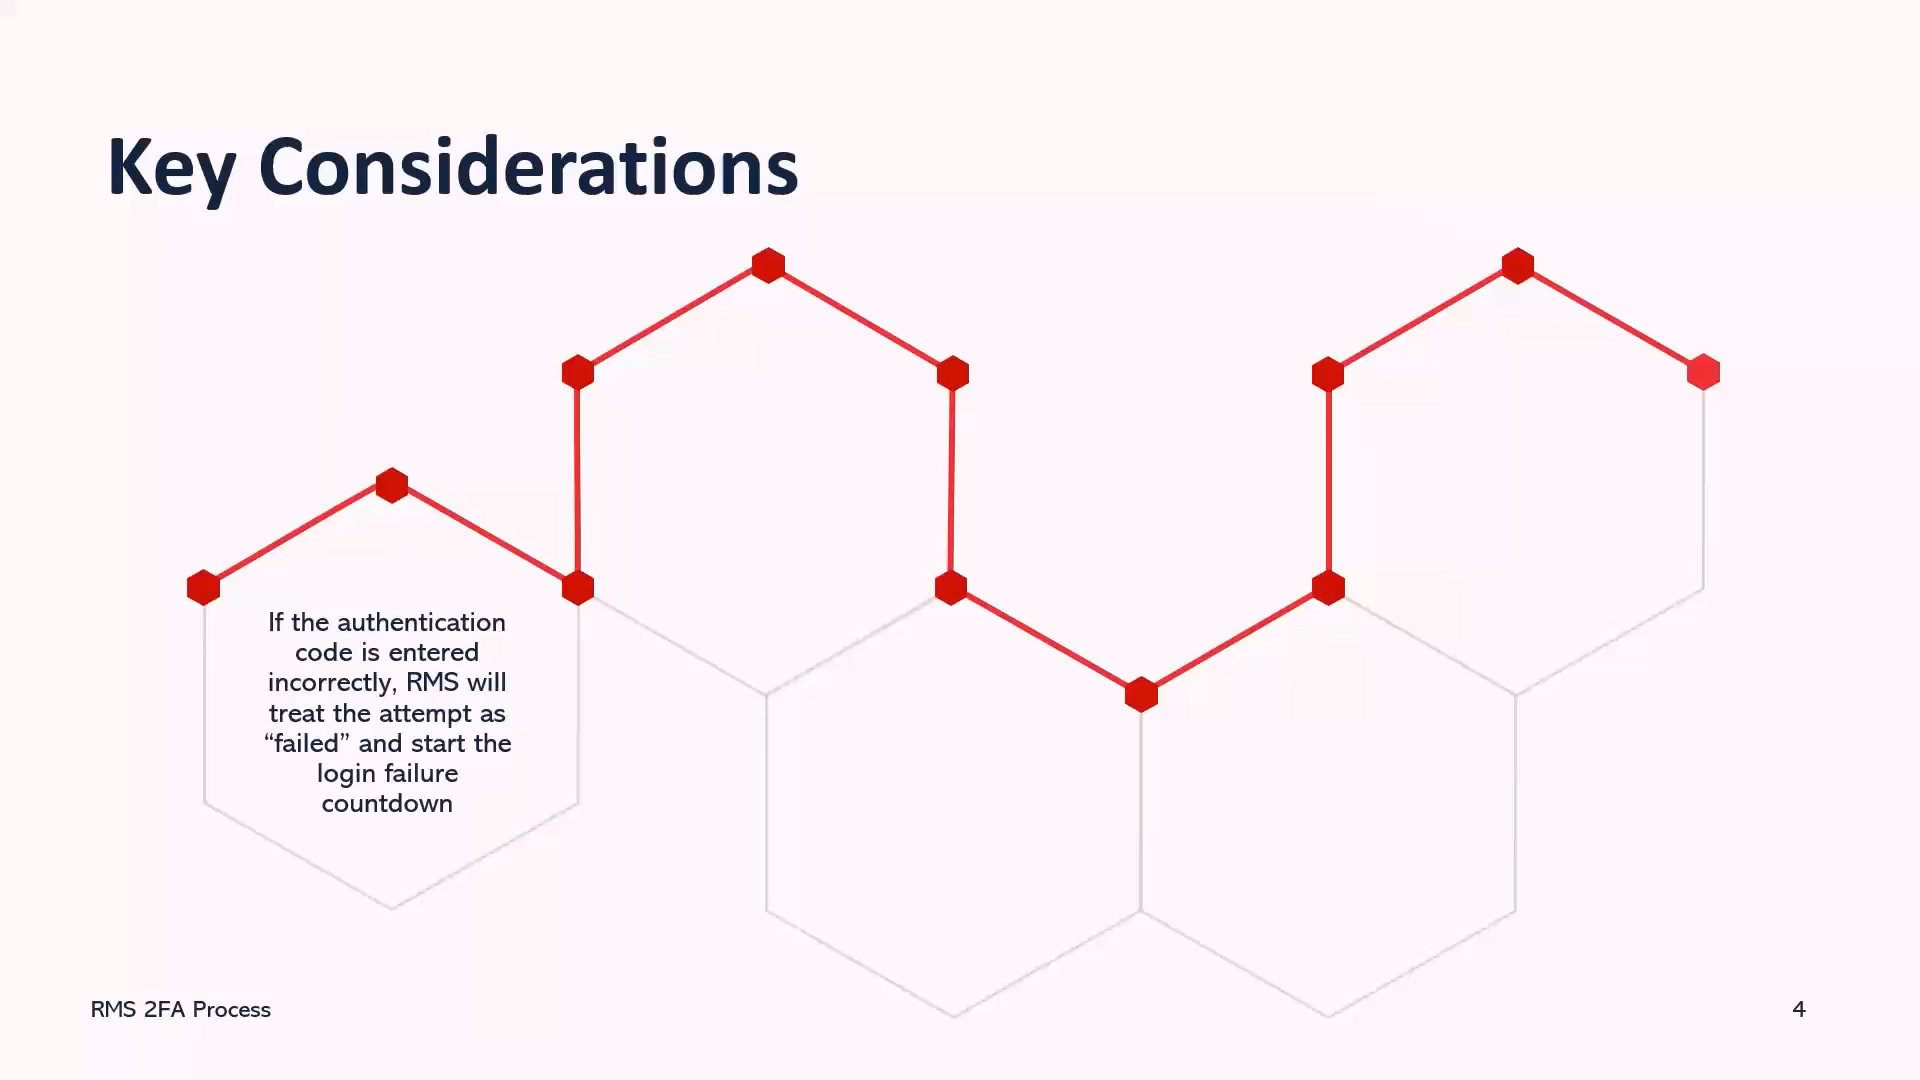 Key Considerations
If the authentication
code is entered
incorrectly, RMS will
treat the attempt as
“failed” and start the
login failure
countdown
RMS 2FA Process
4